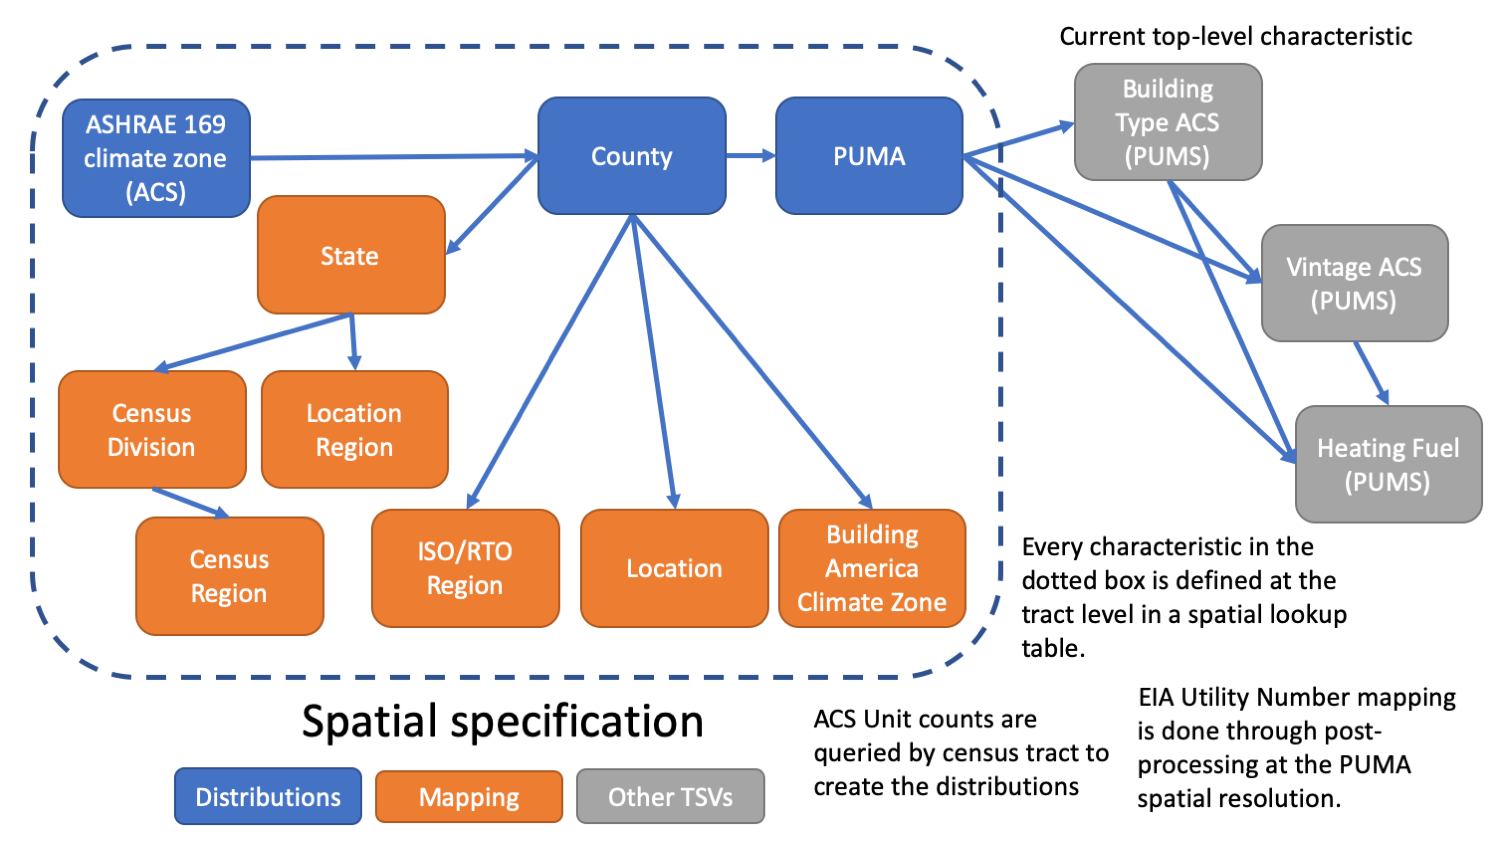 Current top-level characteristic
ASHRAE 169
climate zone
(ACS)
County
PUMA
Building
Type ACS
(PUMS)
State
Vintage ACS
(PUMS)
Census
Division
Location
Region
Heating Fuel
(PUMS)
Census
Region
ISO/RTO
Region
Location
Building
America
Climate Zone
Every characteristic in the
dotted box is defined at the
tract level in a spatial lookup
table.
Spatial specification
ACS Unit counts are
queried by census tract to
create the distributions
EIA Utility Number mapping
is done through post-
processing at the PUMA
spatial resolution.
Distributions
Mapping
Other TSVs